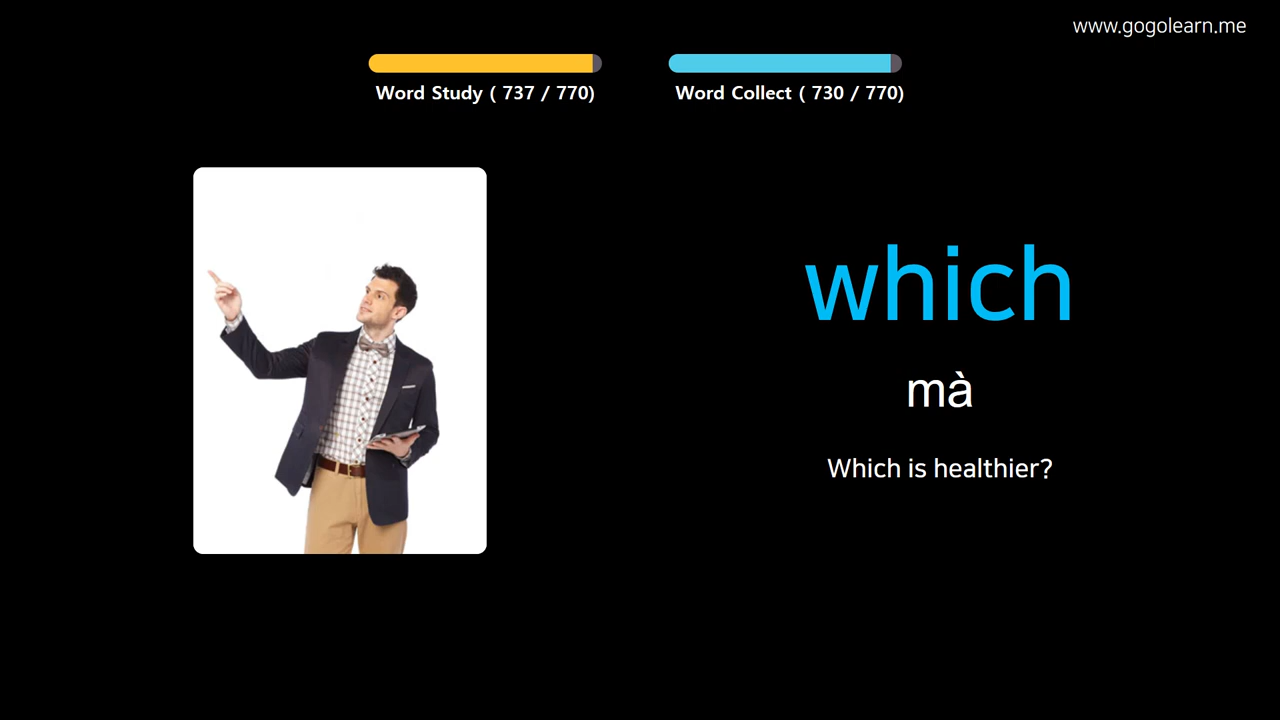 www.gogolearn.me
Word Study ( 737 / 770)
Word Collect ( 730 / 770)
which
mà
Which is healthier?